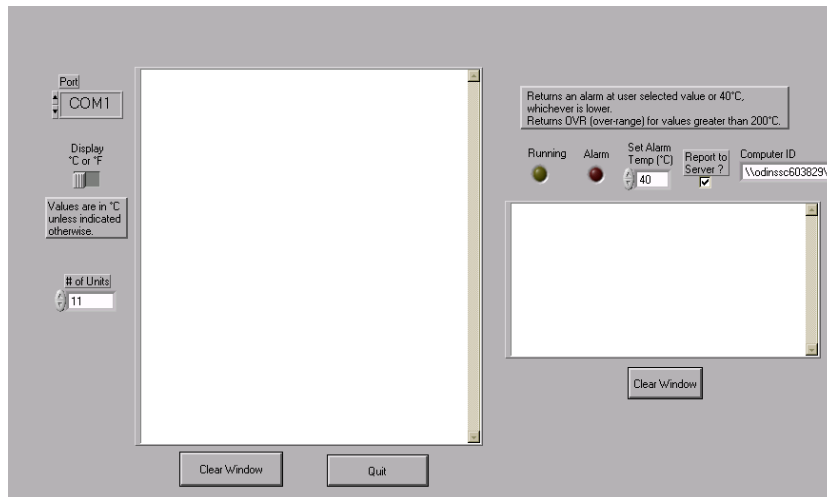 Port
COM1
Display
°C or °F
Values are in °C
unless indicated
otherwise.
# of Units
11
Clear Window
Quit
Returns an alarm at user selected value or 40°C,
whichever is lower.
Returns OVR (over-range) for values greater than 200°C.
Running
Alarm
Set Alarm
Temp (°C)
40
Report to
Server ?
Computer ID
\\odinssc603829\
Clear Window